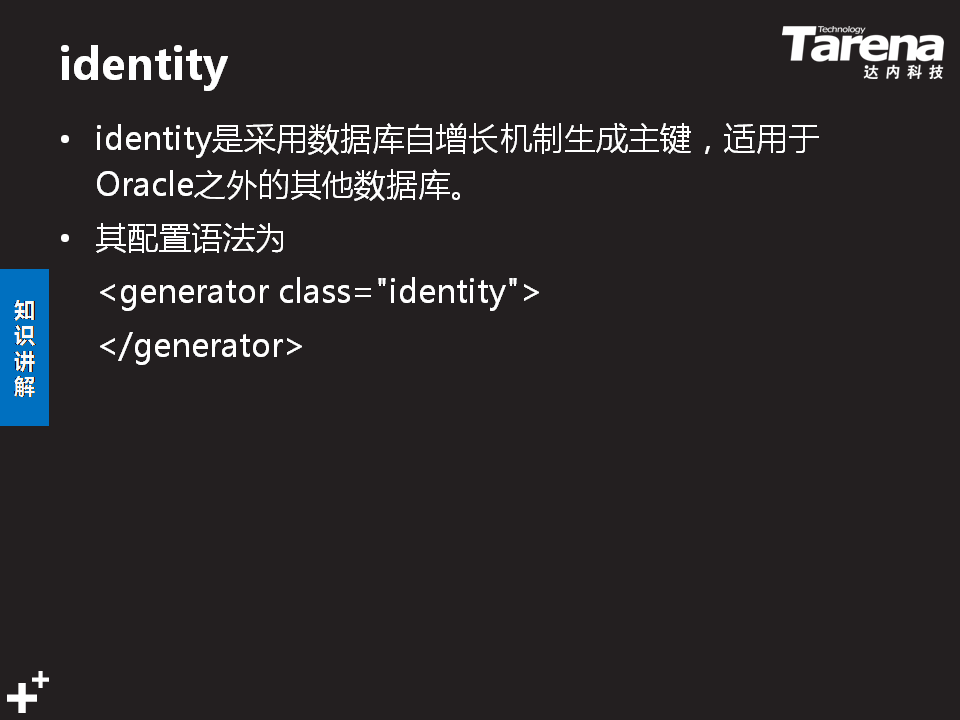 identity
Technology
Tarena
达内科技
• identity是采用数据库自增长机制生成主键，适用于
Oracle之外的其他数据库。
• 其配置语法为
<generator class="identity">
</generator>
知识讲解